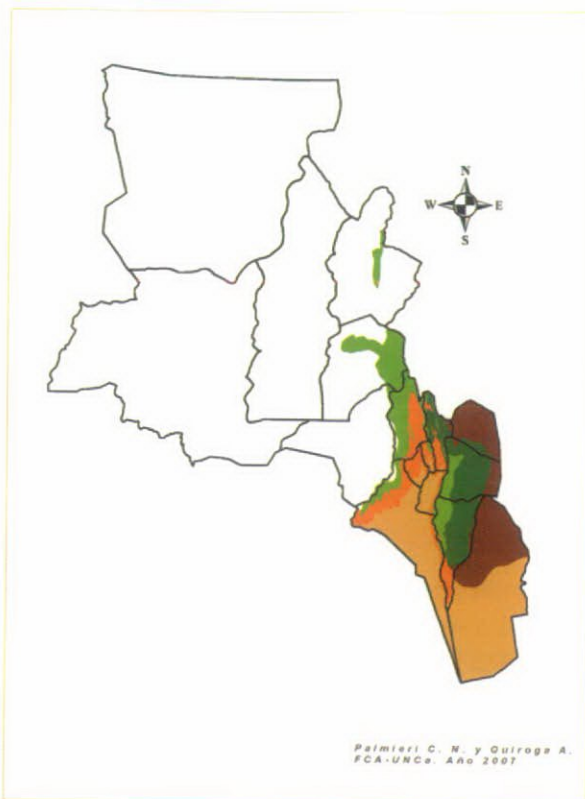 N
W E
S
Palmieri C. N. y Quiroga A.
FCA-UNCa. Año 2007